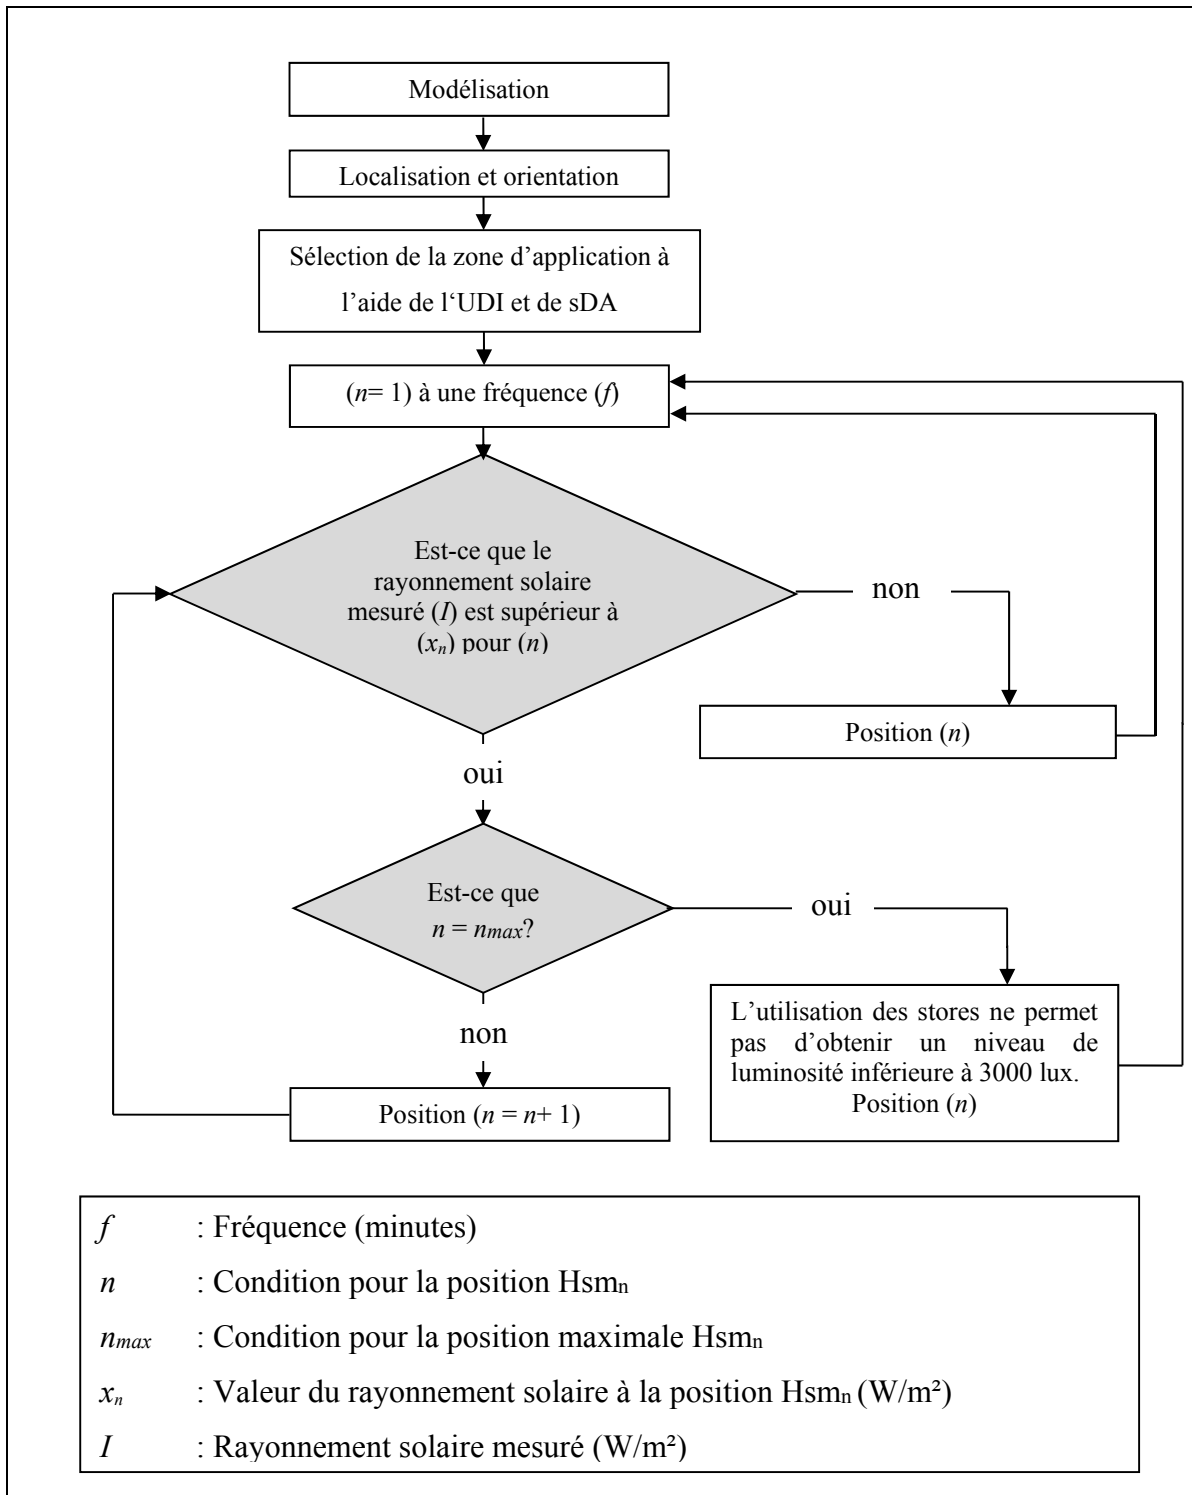 Modélisation
Localisation et orientation
Sélection de la zone d’application à
l’aide de l‘UDI et de sDA
(n= 1) à une fréquence (f)
Est-ce que le
rayonnement solaire
mesuré (I) est supérieur à
(xn) pour (n)
non
Position (n)
oui
Est-ce que
n = nmax?
oui
non
L’utilisation des stores ne permet
pas d’obtenir un niveau de
luminosité inférieure à 3000 lux.
Position (n)
Position (n = n+ 1)
f : Fréquence (minutes)
n : Condition pour la position Hsmn
nmax : Condition pour la position maximale Hsmn
xn : Valeur du rayonnement solaire à la position Hsmn (W/m²)
I : Rayonnement solaire mesuré (W/m²)